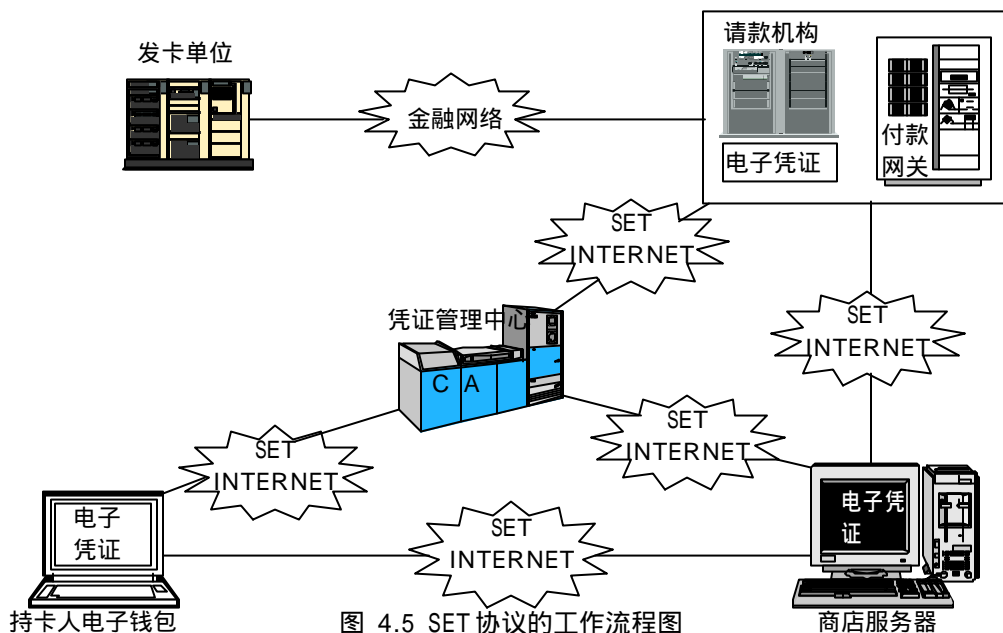 发卡单位
金融网络
请款机构
电子凭证
付款
网关
SET
INTERNET
凭证管理中心
C A
SET
INTERNET
SET
INTERNET
SET
INTERNET
电子
凭证
SET
INTERNET
电子凭
证
持卡人电子钱包
图 4.5 SET协议的工作流程图
商店服务器